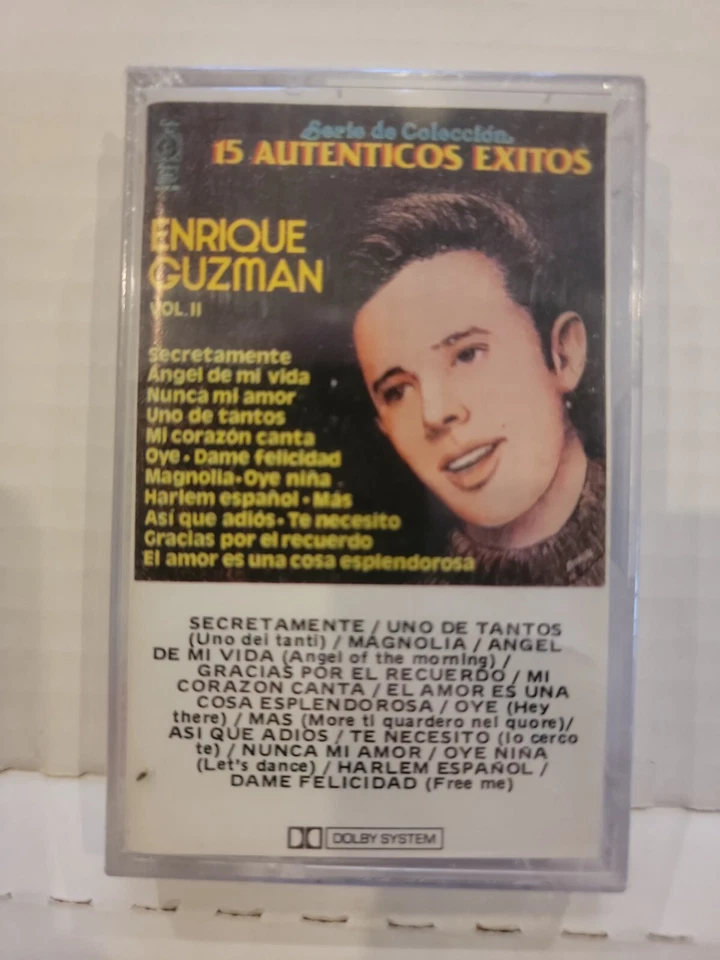 Serie de Colección.
15 AUTENTICOS EXITOS
ENRIQUE
GUZMAN
VOL. II
Secretamente
Angel de mi vida
Nunca mi amor
Uno de tantos
Mi corazón canta
Oye • Dame felicidad
Magnolia • Oye niña
Harlem español • Más
Así que adiós • Te necesito
Gracias por el recuerdo
El amor es una cosa esplendorosa
SECRETAMENTE / UNO DE TANTOS
(Uno dei tanti) / MAGNOLIA / ANGEL
DE MI VIDA (Angel of the morning) /
GRACIAS POR EL RECUERDO / MI
CORAZON CANTA / EL AMOR ES UNA
COSA ESPLENDOROSA / OYE (Hey
there) / MAS (More ti quardero nel quore)/
ASI QUE ADIOS / TE NECESITO (Io cerco
te) / NUNCA MI AMOR / OYE NIÑA
(Let's dance) / HARLEM ESPAÑOL /
DAME FELICIDAD (Free me)
DOLBY SYSTEM